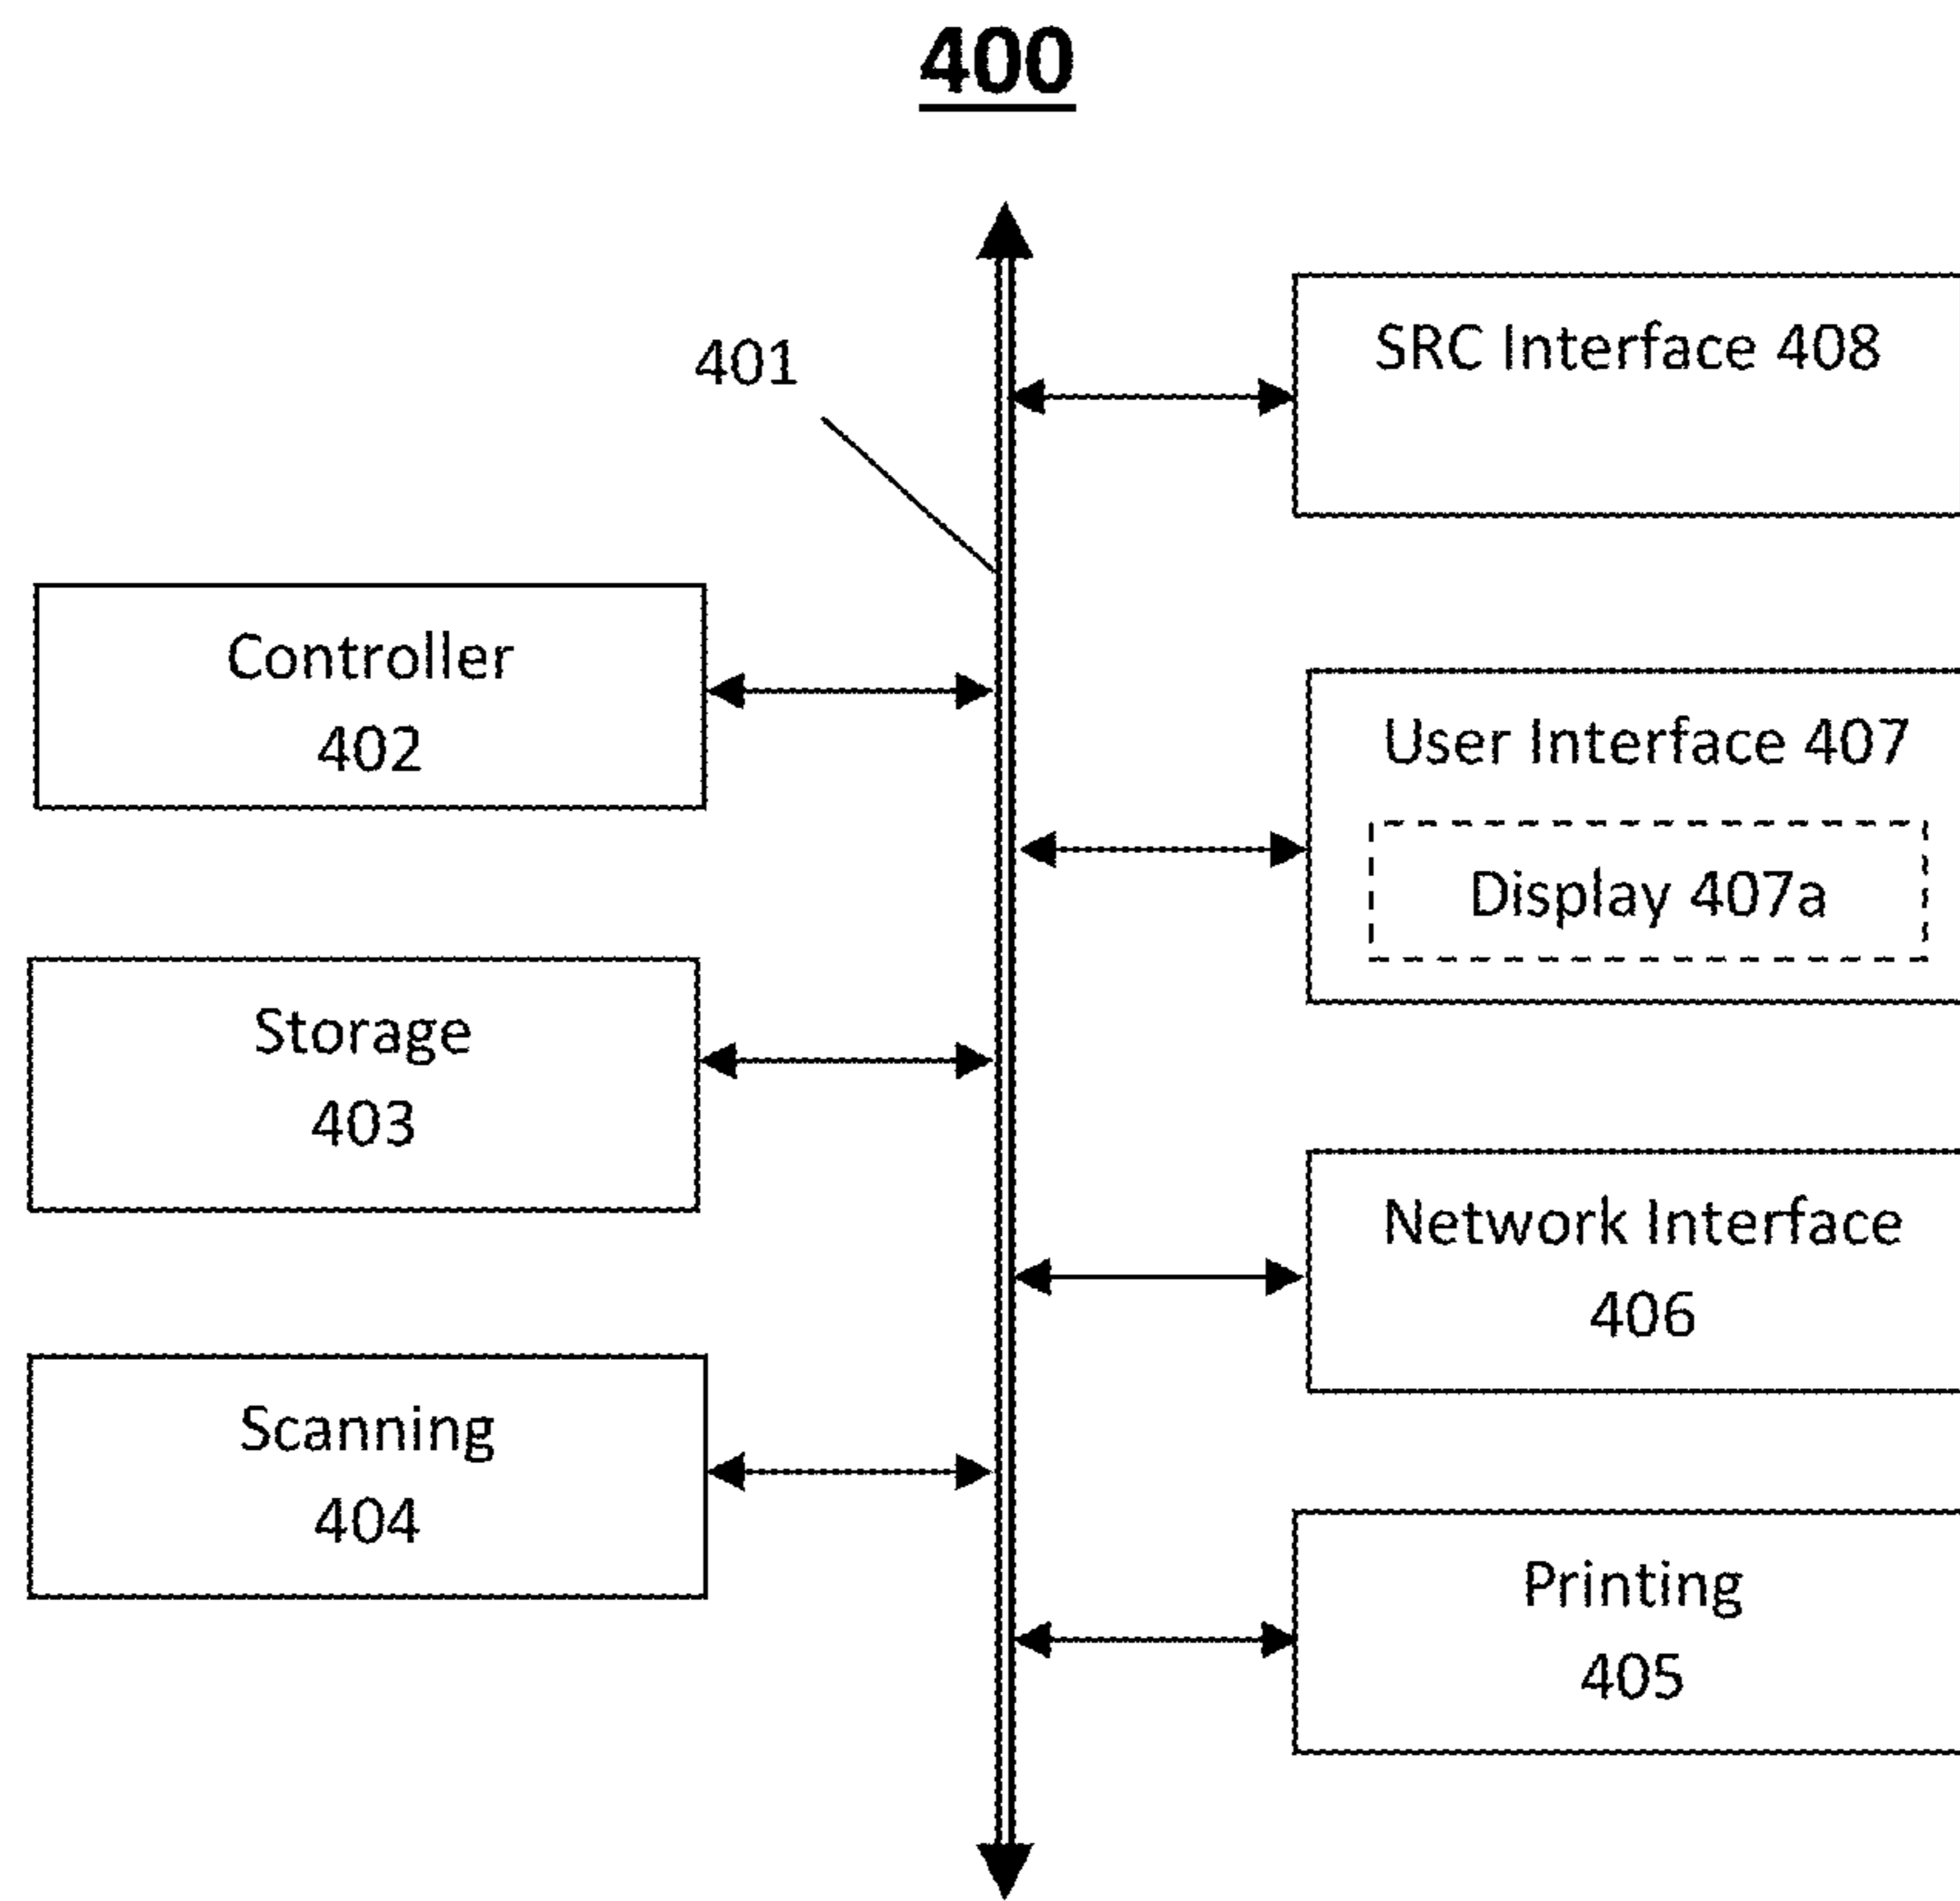 400
401
SRC Interface 408
Controller
402
User Interface 407
Display 407a
Storage
403
Network Interface
406
Scanning
404
Printing
405